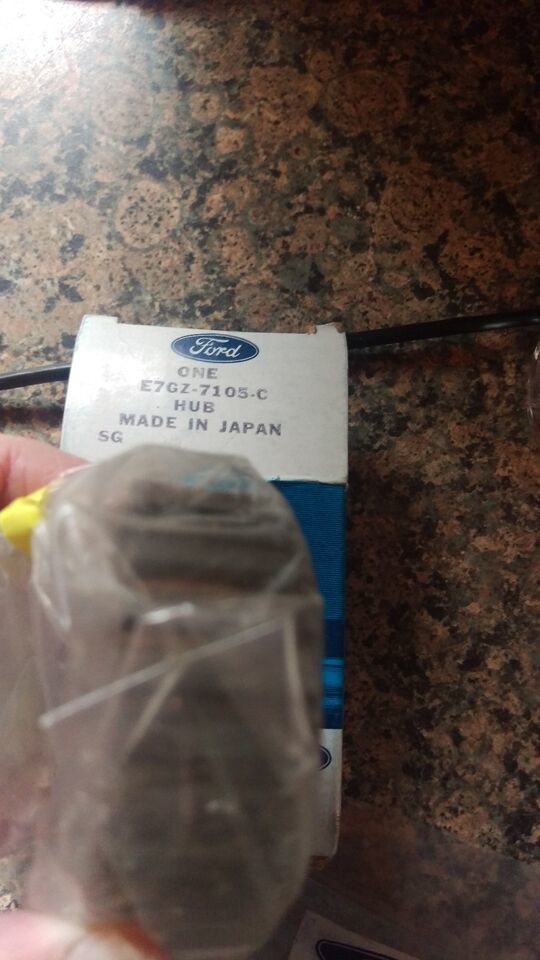 Ford
ONE
E7GZ-7105-C
HUB
MADE IN JAPAN
SG